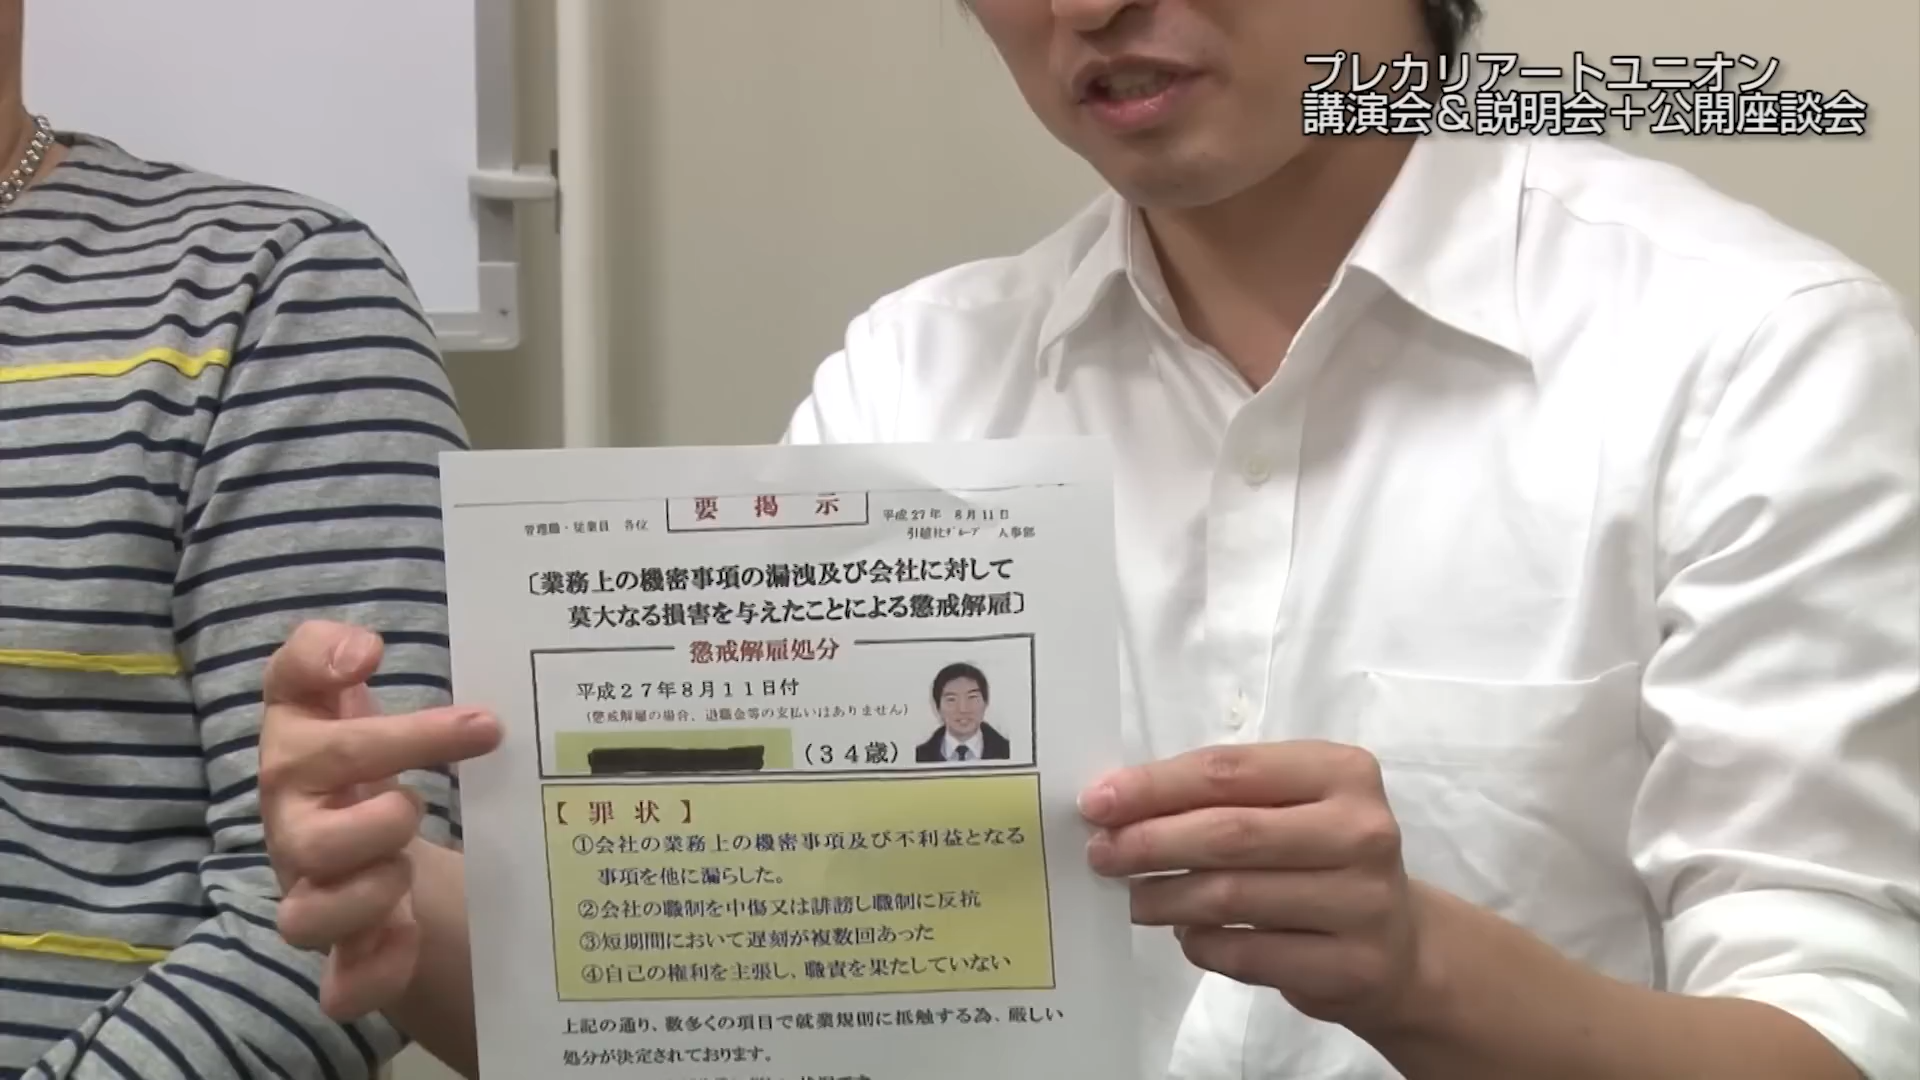 プレカリアートユニオン
講演会＆説明会＋公開座談会
要掲示
管理職・従業員 各位
平成27年 8月11日
引越社グループ 人事部
〔業務上の機密事項の漏洩及び会社に対して
莫大なる損害を与えたことによる懲戒解雇〕
懲戒解雇処分
平成２７年８月１１日付
（懲戒解雇の場合、退職金等の支払いはありません）
（３４歳）
【罪状】
①会社の業務上の機密事項及び不利益となる
事項を他に漏らした。
②会社の職制を中傷又は誹謗し職制に反抗
③短期間において遅刻が複数回あった
④自己の権利を主張し、職責を果たしていない
上記の通り、数多くの項目で就業規則に抵触する為、厳しい
処分が決定されております。